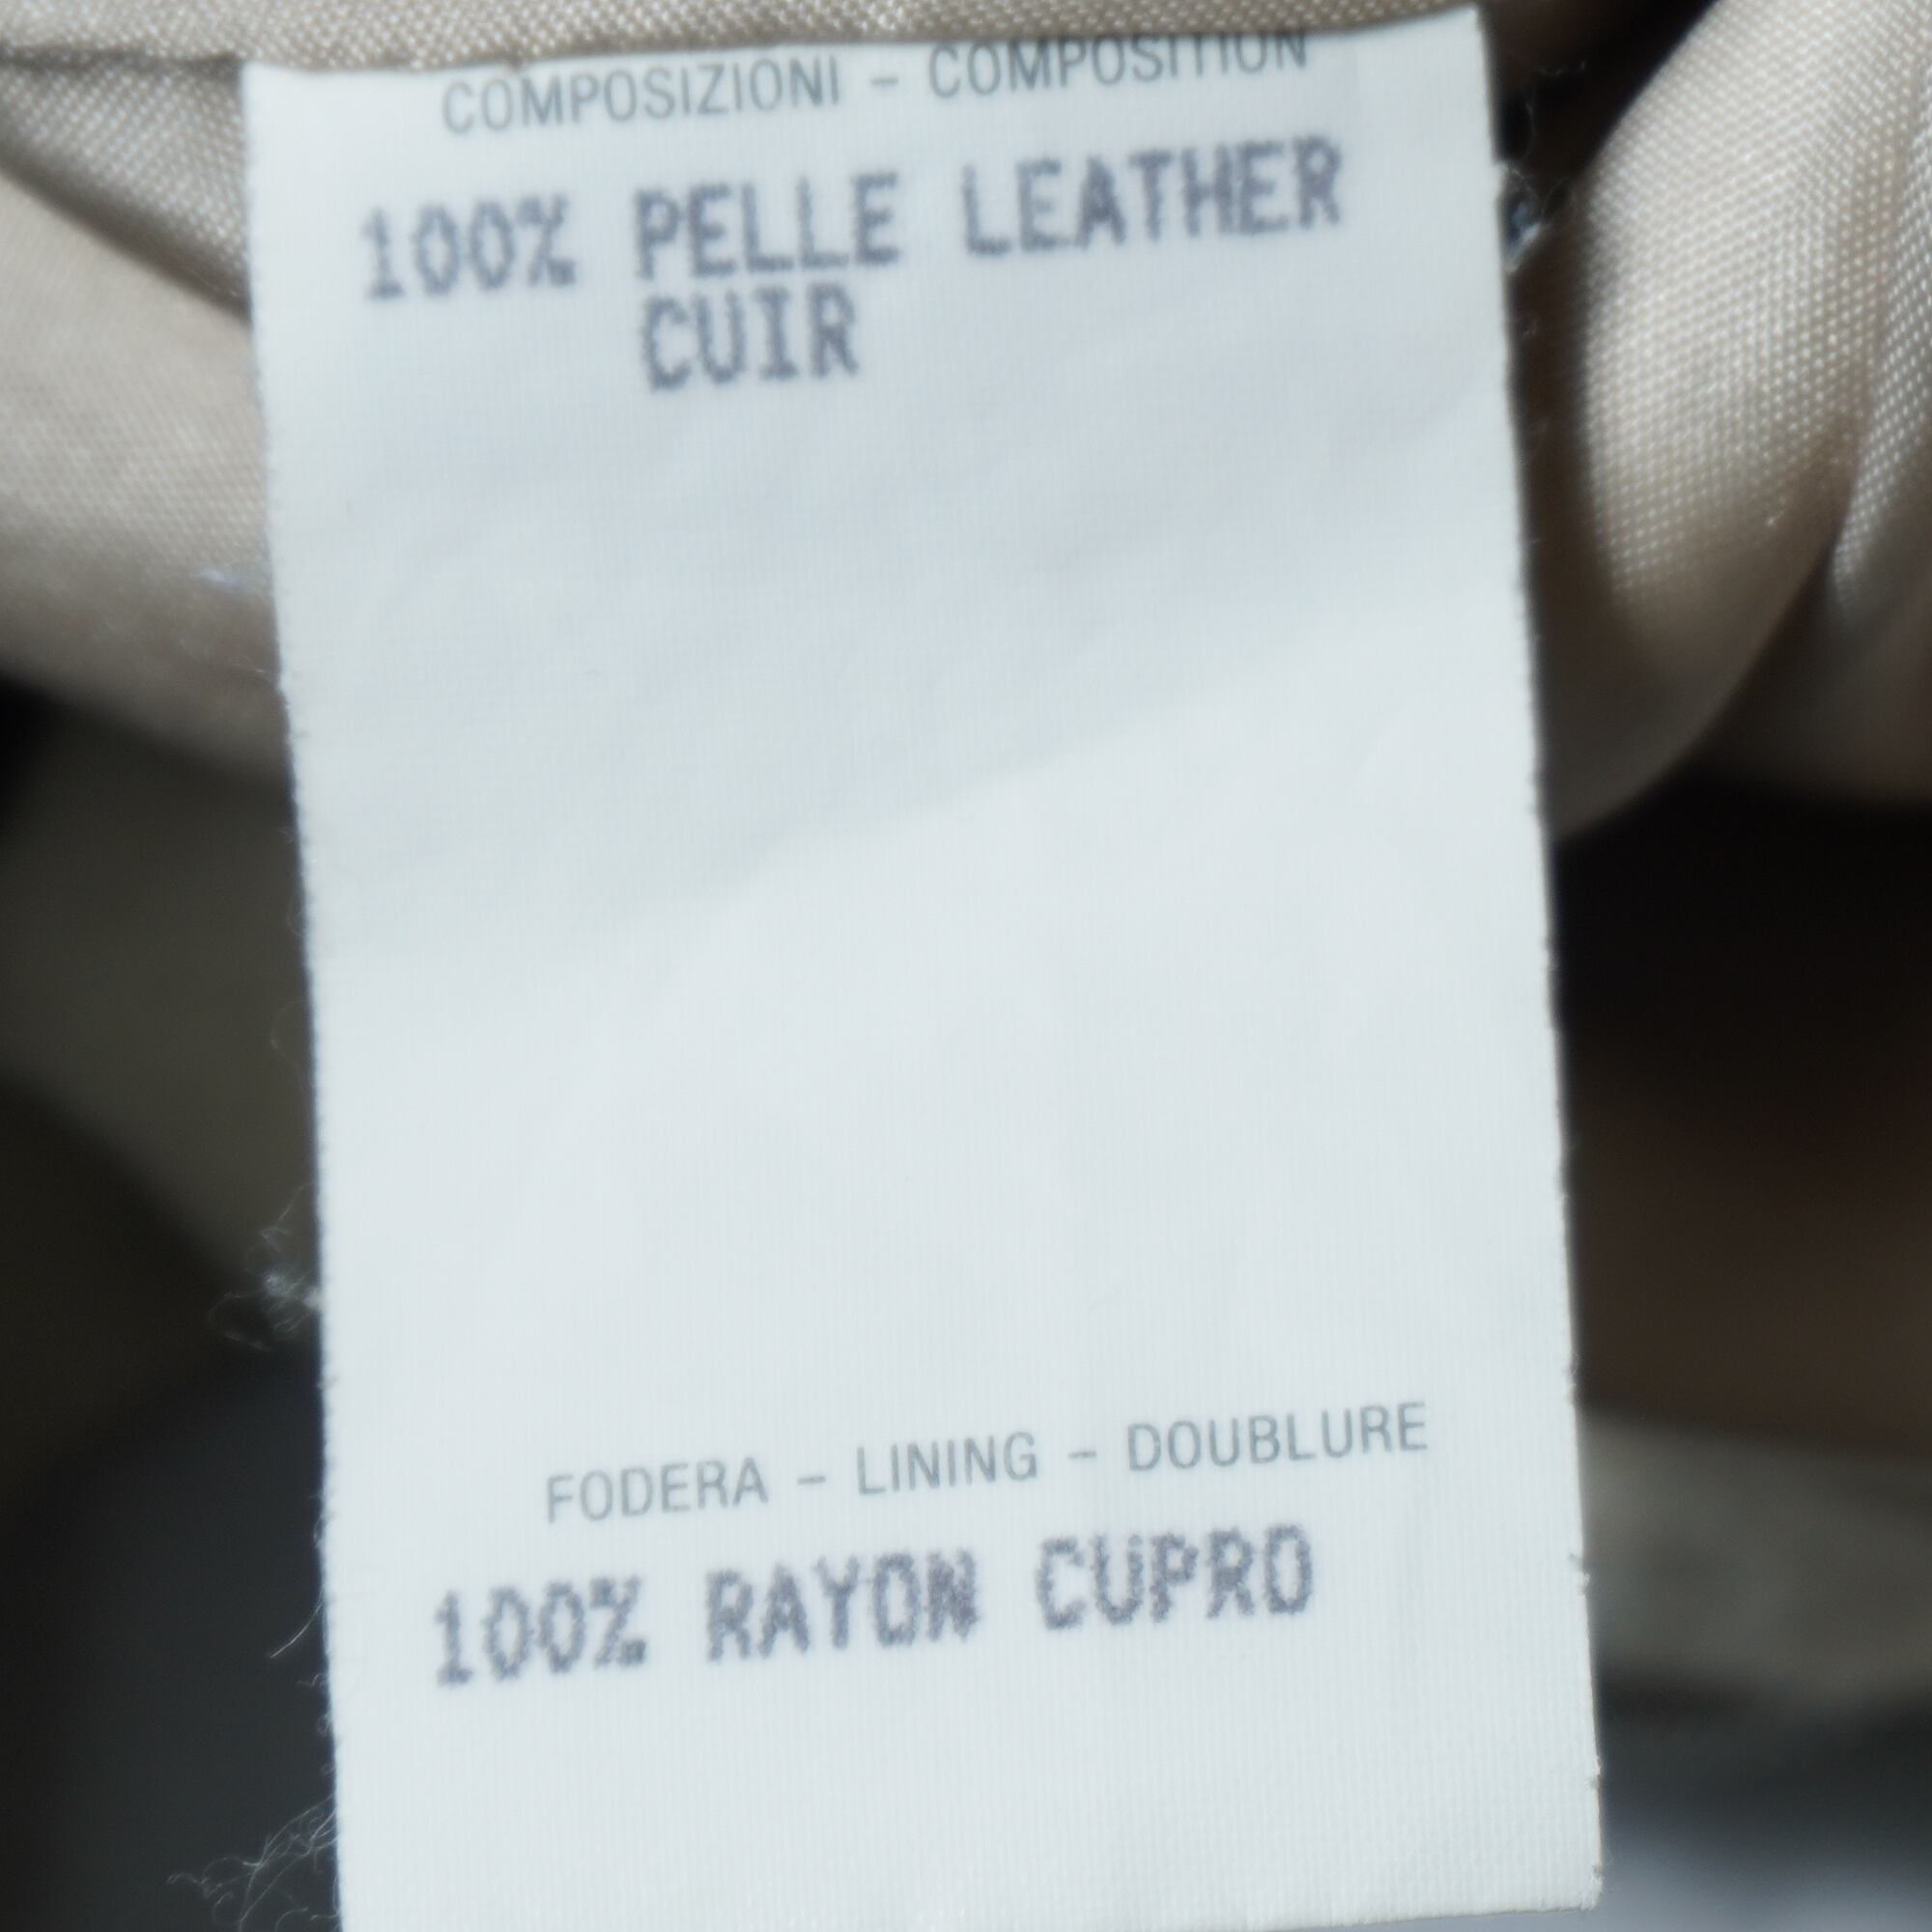 COMPOSIZIONI – COMPOSITION
100% PELLE LEATHER
CUIR
FODERA – LINING – DOUBLURE
100% RAYON CUPRO